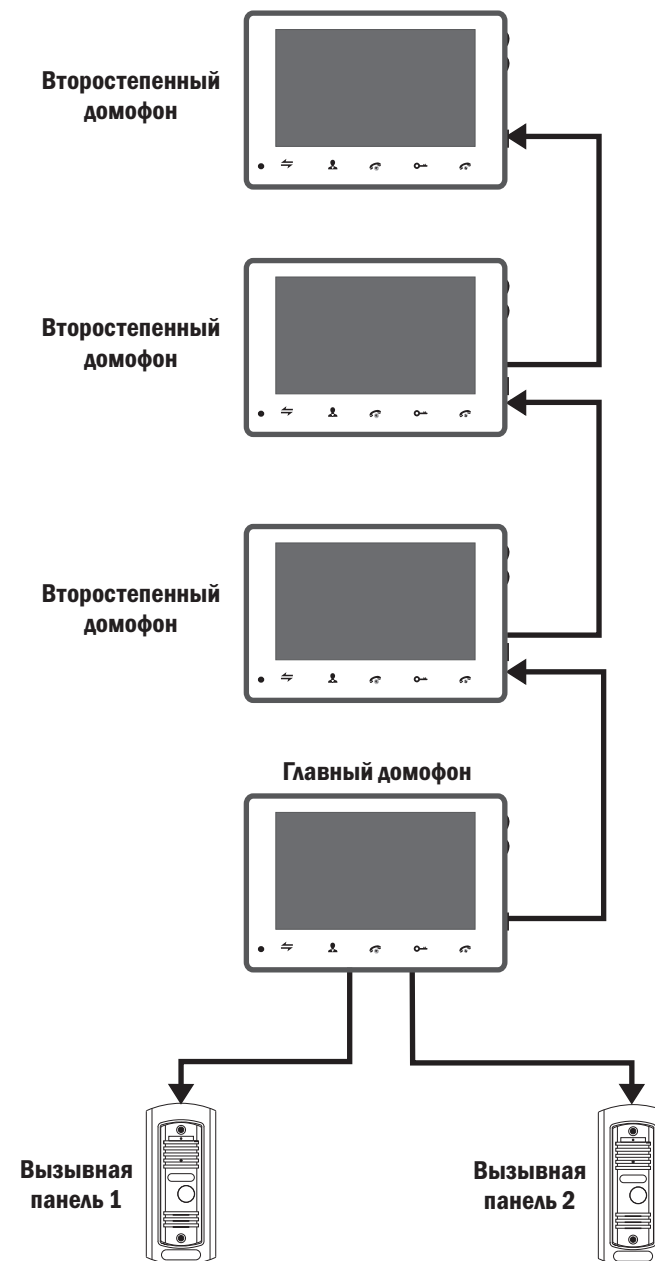 Второстепенный
домофон
Второстепенный
домофон
Второстепенный
домофон
Главный домофон
Вызывная
панель 1
Вызывная
панель 2